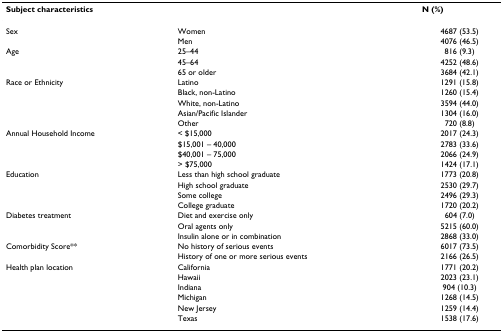 Subject characteristics N (%)
Sex Women 4687 (53.5)
Men 4076 (46.5)
Age 25–44 816 (9.3)
45–64 4252 (48.6)
65 or older 3684 (42.1)
Race or Ethnicity Latino 1291 (15.8)
Black, non-Latino 1260 (15.4)
White, non-Latino 3594 (44.0)
Asian/Pacific Islander 1304 (16.0)
Other 720 (8.8)
Annual Household Income < $15,000 2017 (24.3)
$15,001 – 40,000 2783 (33.6)
$40,001 – 75,000 2066 (24.9)
> $75,000 1424 (17.1)
Education Less than high school graduate 1773 (20.8)
High school graduate 2530 (29.7)
Some college 2496 (29.3)
College graduate 1720 (20.2)
Diabetes treatment Diet and exercise only 604 (7.0)
Oral agents only 5215 (60.0)
Insulin alone or in combination 2868 (33.0)
Comorbidity Score** No history of serious events 6017 (73.5)
History of one or more serious events 2166 (26.5)
Health plan location California 1771 (20.2)
Hawaii 2023 (23.1)
Indiana 904 (10.3)
Michigan 1268 (14.5)
New Jersey 1259 (14.4)
Texas 1538 (17.6)